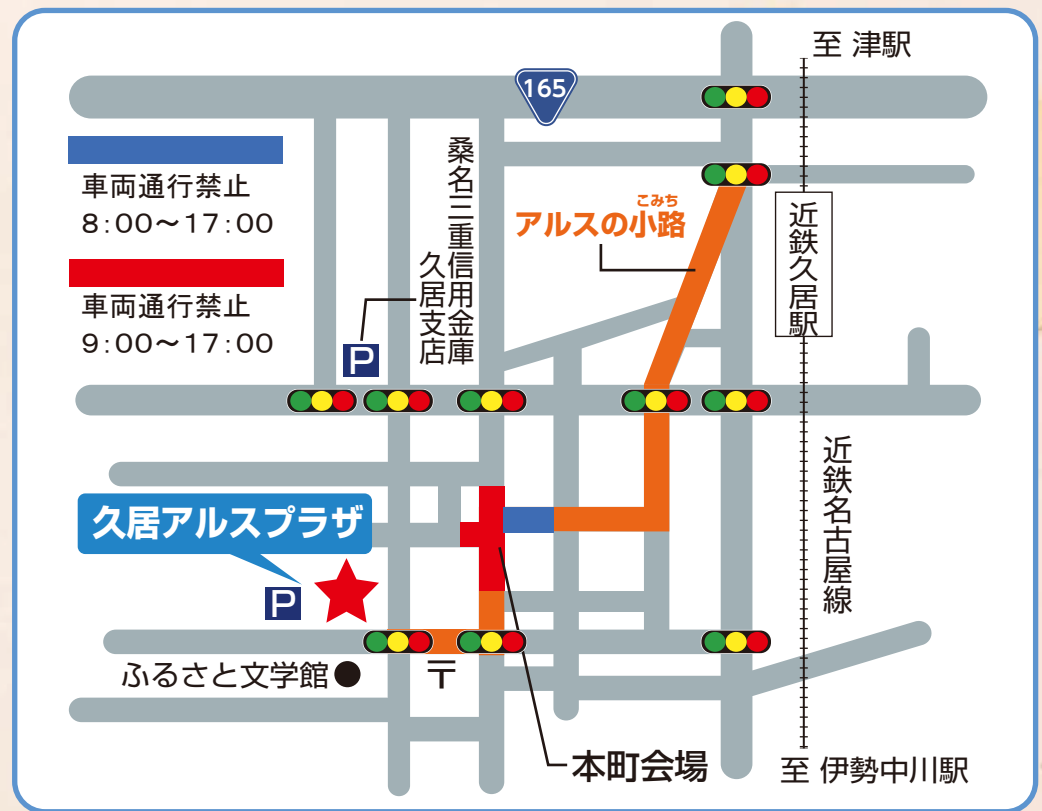 至 津駅
165
車両通行禁止
8:00〜17:00
車両通行禁止
9:00〜17:00
桑名三重信用金庫
久居支店
P
こみち
アルスの小路
近鉄久居駅
近鉄名古屋線
久居アルスプラザ
P
ふるさと文学館
〒
本町会場
至 伊勢中川駅